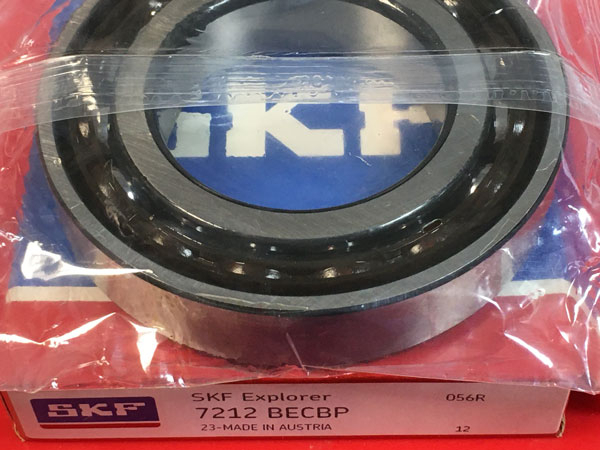 SKF
SKF
SKF Explorer
056R
7212 BECBP
23-MADE IN AUSTRIA
12